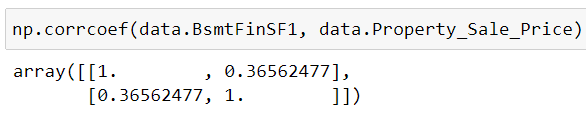 np.corrcoef(data.BsmtFinSF1, data.Property_Sale_Price)
array([[1.        , 0.36562477],
       [0.36562477, 1.        ]])